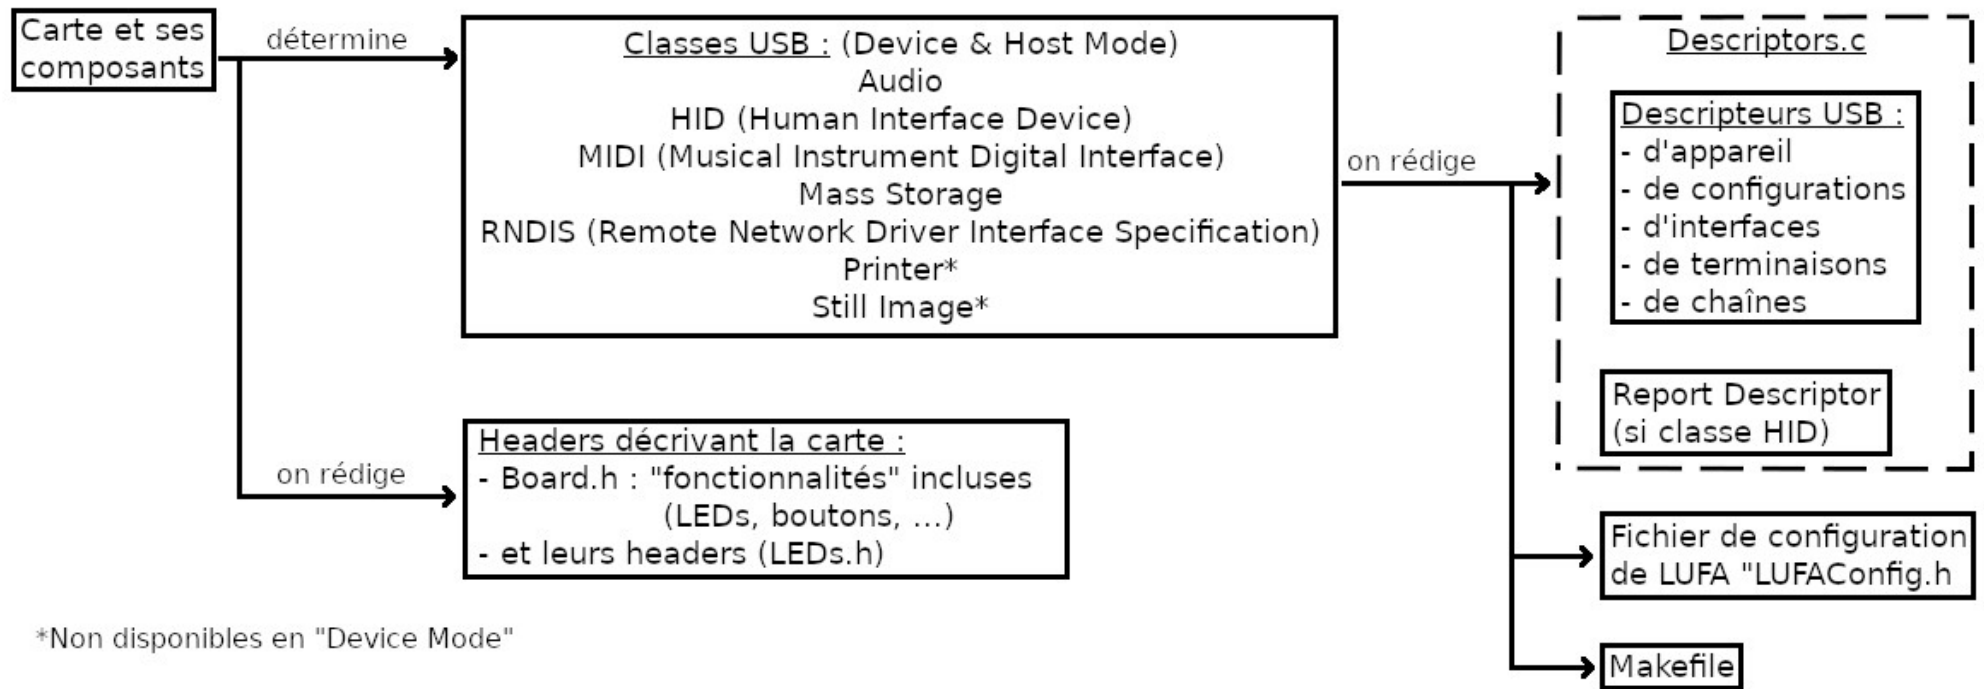 Carte et ses
composants
détermine
Classes USB : (Device & Host Mode)
Audio
HID (Human Interface Device)
MIDI (Musical Instrument Digital Interface)
Mass Storage
RNDIS (Remote Network Driver Interface Specification)
Printer*
Still Image*
on rédige
Descriptors.c
Descripteurs USB :
- d'appareil
- de configurations
- d'interfaces
- de terminaisons
- de chaînes
Report Descriptor
(si classe HID)
on rédige
Headers décrivant la carte :
- Board.h : "fonctionnalités" incluses
(LEDs, boutons, ...)
- et leurs headers (LEDs.h)
Fichier de configuration
de LUFA "LUFAConfig.h
Makefile
*Non disponibles en "Device Mode"